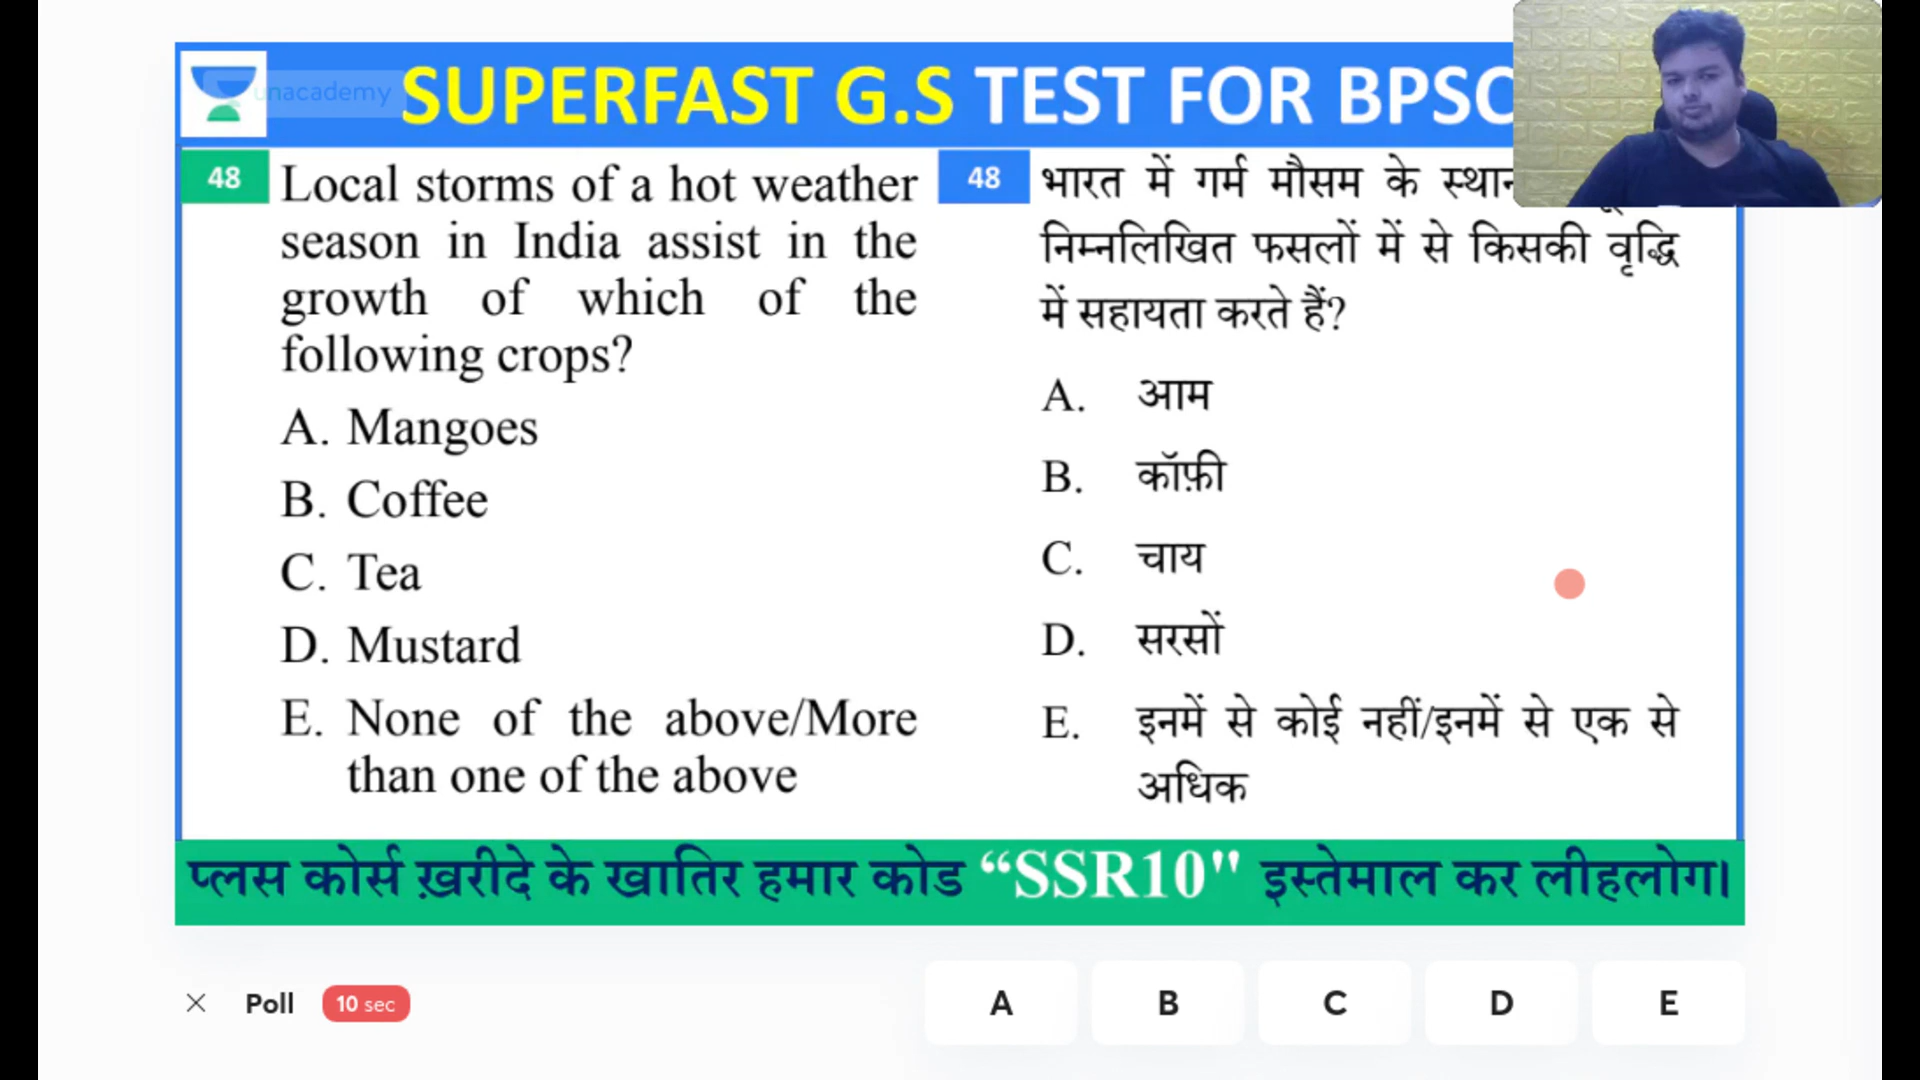 unacademy
SUPERFAST G.S TEST FOR BPSC
48
Local storms of a hot weather
season in India assist in the
growth of which of the
following crops?
A. Mangoes
B. Coffee
C. Tea
D. Mustard
E. None of the above/More
than one of the above
48
भारत में गर्म मौसम के
निम्नलिखित फसलों में से किसकी वृद्धि
में सहायता करते हैं?
A. आम
B. कॉफ़ी
C. चाय
D. सरसों
E. इनमें से कोई नहीं/इनमें से एक से
अधिक
प्लस कोर्स ख़रीदे के खातिर हमार कोड “SSR10" इस्तेमाल कर लीहलोग।
Poll 10 sec
A B C D E